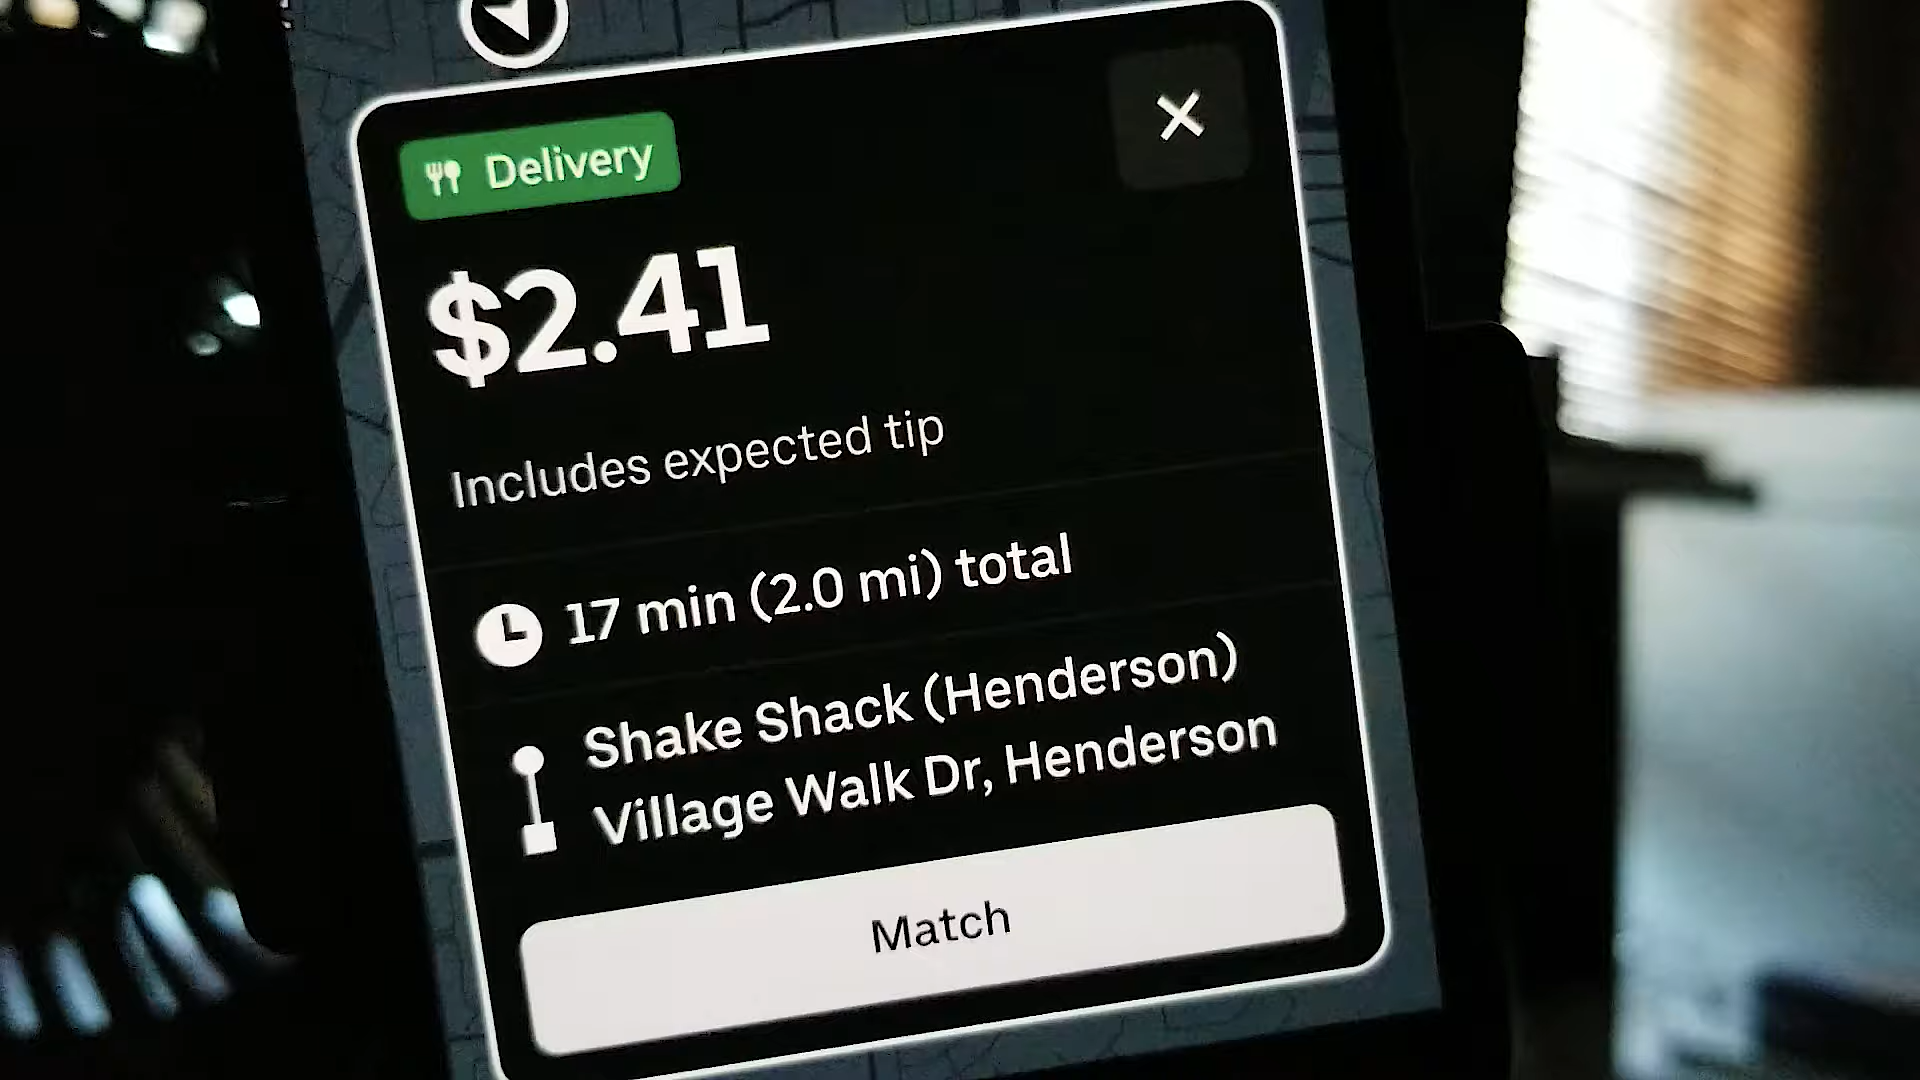 Delivery
$2.41
Includes expected tip
17 min (2.0 mi) total
Shake Shack (Henderson)
Village Walk Dr, Henderson
Match